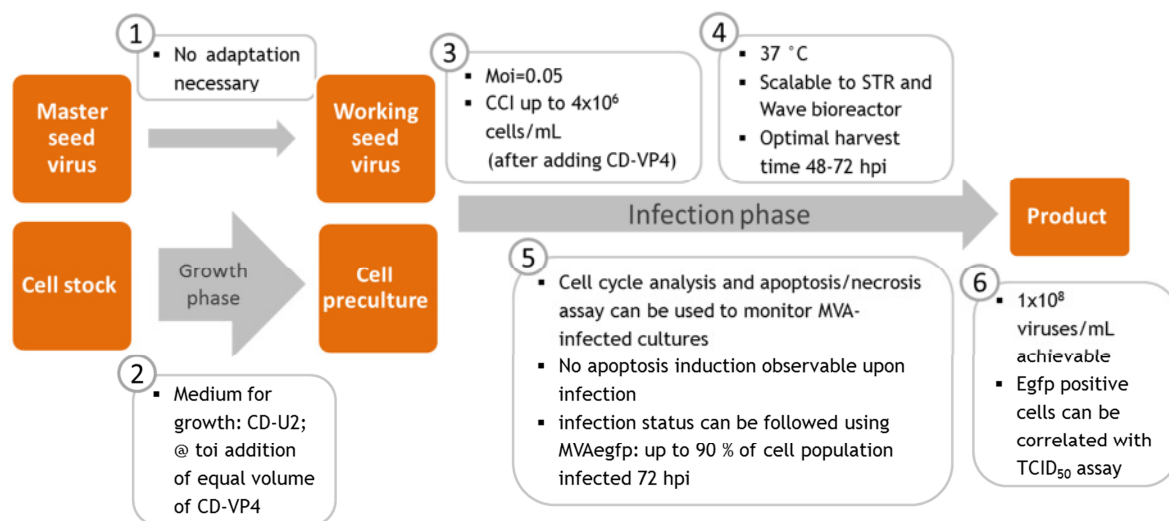 1
▪ No adaptation
necessary
Master
seed
virus
Working
seed
virus
3
▪ Moi=0.05
▪ CCI up to 4x10⁶
cells/mL
(after adding CD-VP4)
4
▪ 37 °C
▪ Scalable to STR and
Wave bioreactor
▪ Optimal harvest
time 48-72 hpi
Infection phase
Product
Cell stock
Growth
phase
Cell
preculture
2
▪ Medium for
growth: CD-U2;
@ toi addition
of equal volume
of CD-VP4
5
▪ Cell cycle analysis and apoptosis/necrosis
assay can be used to monitor MVA-
infected cultures
▪ No apoptosis induction observable upon
infection
▪ infection status can be followed using
MVAegfp: up to 90 % of cell population
infected 72 hpi
6
▪ 1x10⁸
viruses/mL
achievable
▪ Egfp positive
cells can be
correlated with
TCID₅₀ assay